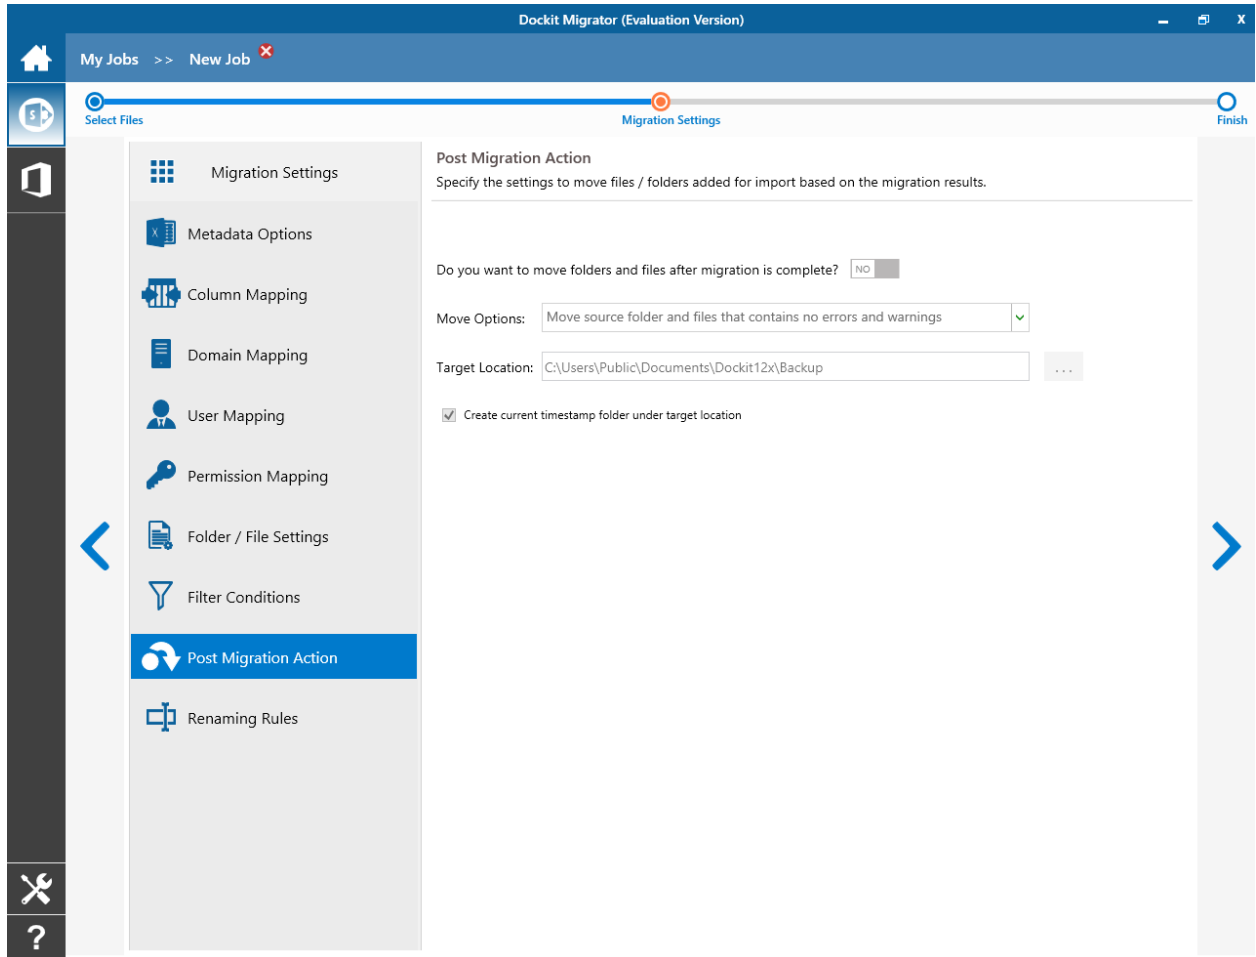 Dockit Migrator (Evaluation Version)
X
My Jobs >> New Job
S
Select Files
Migration Settings
Finish
Migration Settings
Metadata Options
Column Mapping
Domain Mapping
User Mapping
Permission Mapping
Folder / File Settings
Filter Conditions
Post Migration Action
Renaming Rules
Post Migration Action
Specify the settings to move files / folders added for import based on the migration results.
Do you want to move folders and files after migration is complete? NO
Move Options: Move source folder and files that contains no errors and warnings
Target Location: C:\Users\Public\Documents\Dockit12x\Backup ...
Create current timestamp folder under target location
?